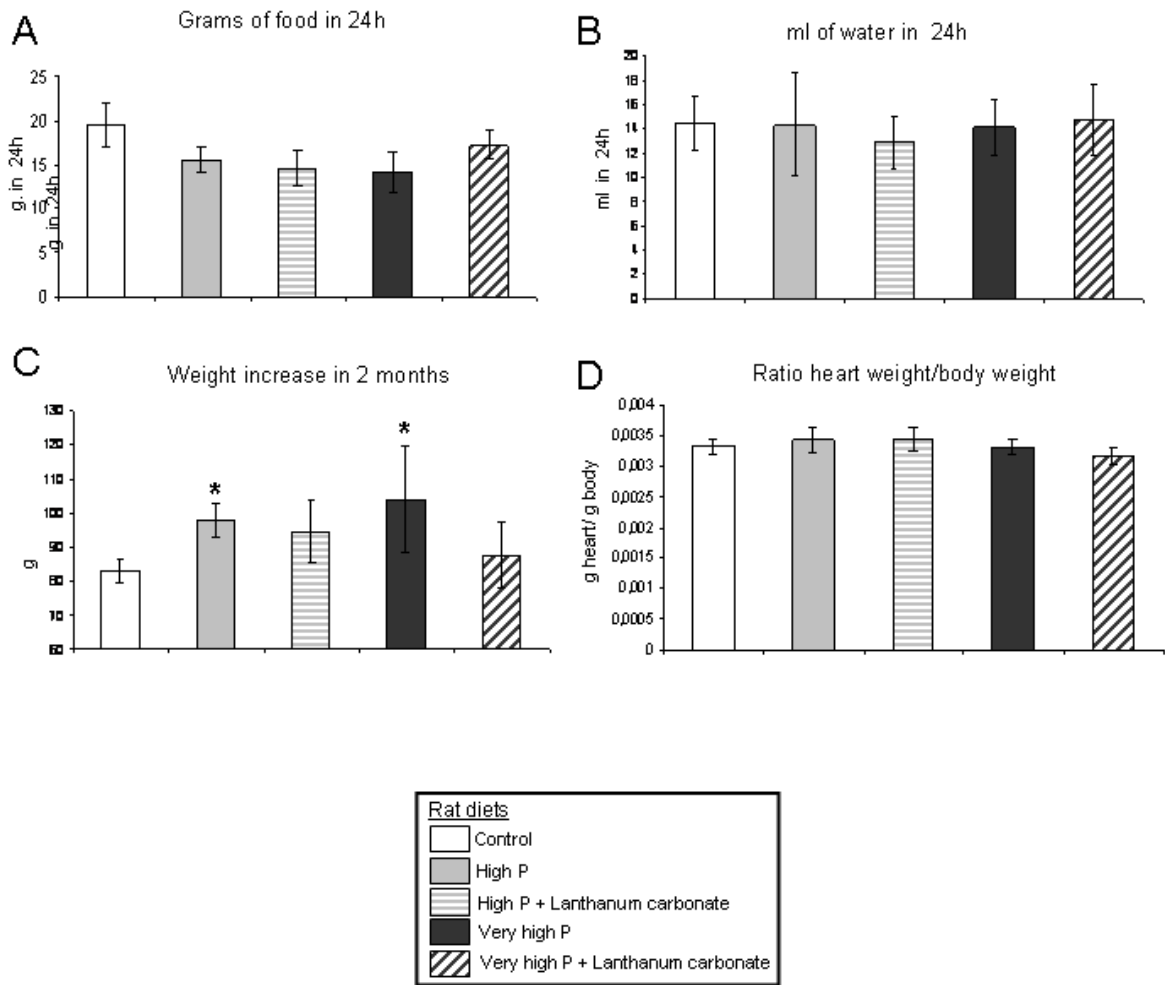 A
Grams of food in 24h
25
20
15
10
5
0
g. in 24h
g. in 24h
B
ml of water in 24h
20
18
16
14
12
10
8
6
4
2
0
ml in 24h
C
Weight increase in 2 months
130
120
110
100
90
80
g
*
*
D
Ratio heart weight/body weight
0,004
0,0035
0,003
0,0025
0,002
0,0015
0,001
0,0005
0
g heart/ g body
Rat diets
Control
High P
High P + Lanthanum carbonate
Very high P
Very high P + Lanthanum carbonate